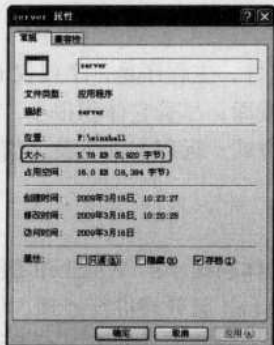 server 属性
常规 兼容性
server
文件类型: 应用程序
描述: server
位置: F:\winshell
大小: 5.78 KB (5,920 字节)
占用空间: 16.0 KB (16,384 字节)
创建时间: 2009年3月16日, 10:23:27
修改时间: 2009年3月16日, 10:20:25
访问时间: 2009年3月16日
属性: 只读(R) 隐藏(H) 存档(I)
确定 取消 应用(A)